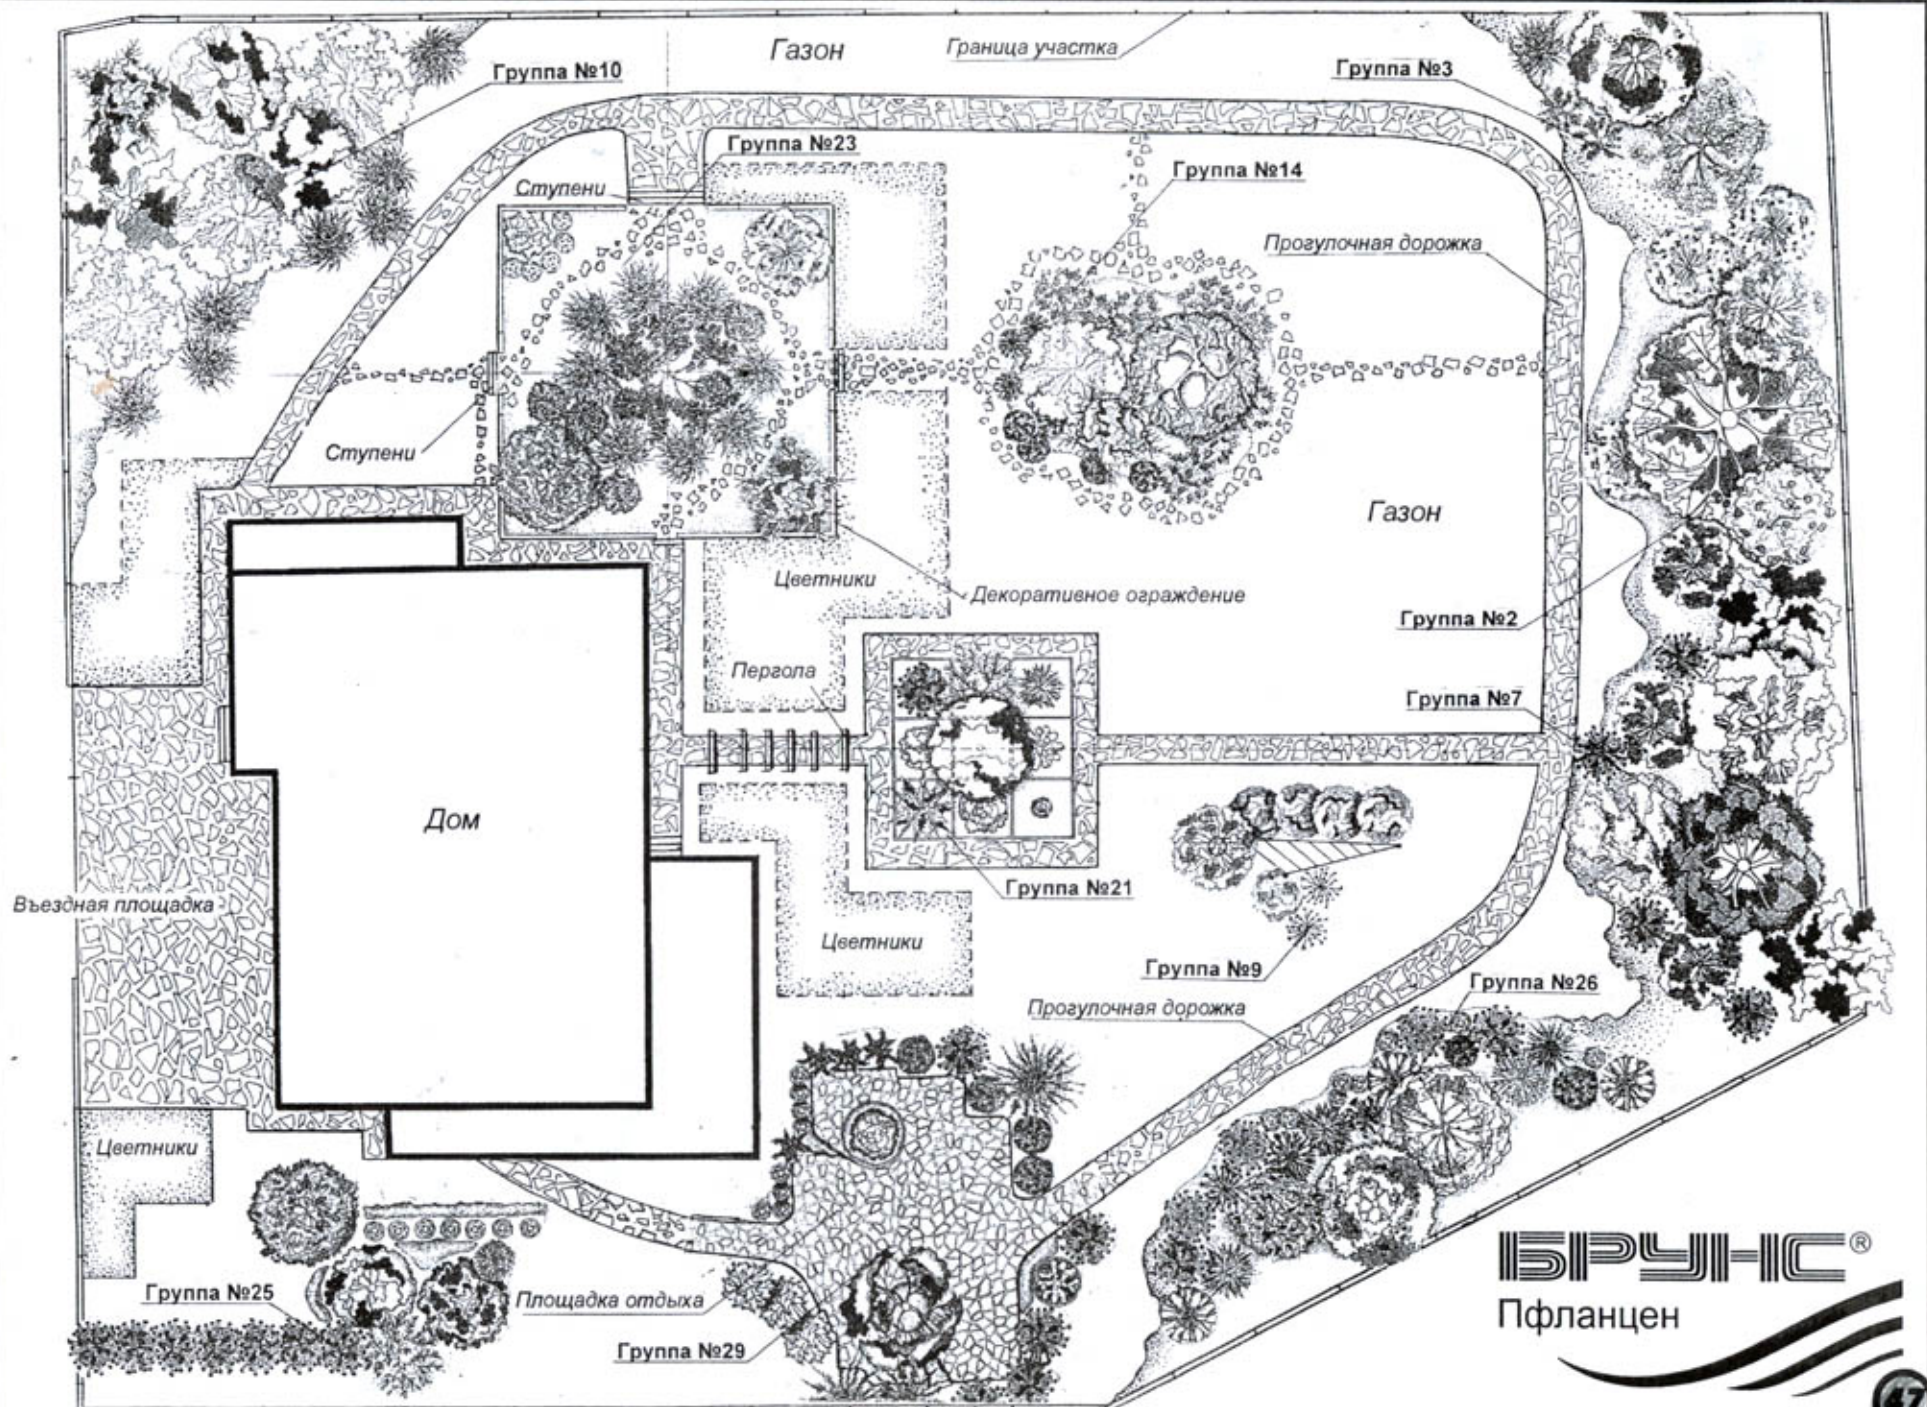 Газон
Граница участка
Группа №10
Группа №3
Группа №23
Группа №14
Ступени
Прогулочная дорожка
Ступени
Газон
Цветники
Декоративное ограждение
Группа №2
Пергола
Группа №7
Дом
Группа №21
Въездная площадка
Цветники
Группа №9
Группа №26
Прогулочная дорожка
Цветники
БРУНС®
Группа №25
Площадка отдыха
Пфланцен
Группа №29
47